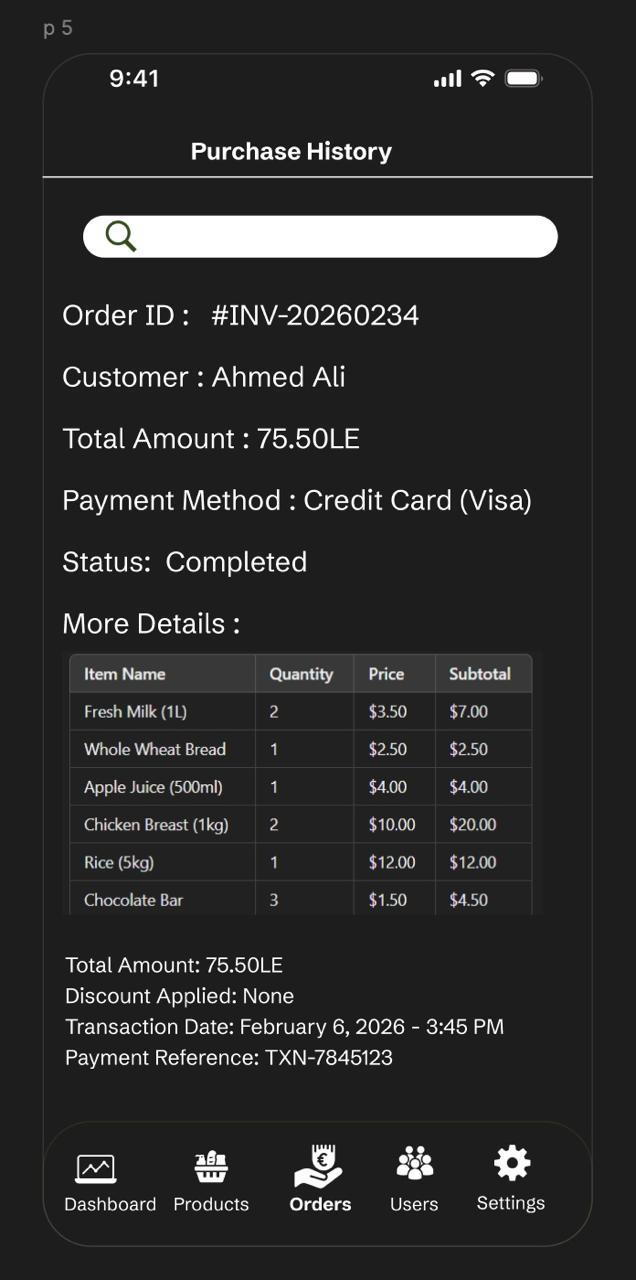 p 5
9:41
Purchase History
Order ID :   #INV-20260234
Customer : Ahmed Ali
Total Amount : 75.50LE
Payment Method : Credit Card (Visa)
Status:  Completed
More Details :
Item Name Quantity Price Subtotal
Fresh Milk (1L) 2 $3.50 $7.00
Whole Wheat Bread 1 $2.50 $2.50
Apple Juice (500ml) 1 $4.00 $4.00
Chicken Breast (1kg) 2 $10.00 $20.00
Rice (5kg) 1 $12.00 $12.00
Chocolate Bar 3 $1.50 $4.50
Total Amount: 75.50LE
Discount Applied: None
Transaction Date: February 6, 2026 - 3:45 PM
Payment Reference: TXN-7845123
€
Dashboard Products Orders Users Settings